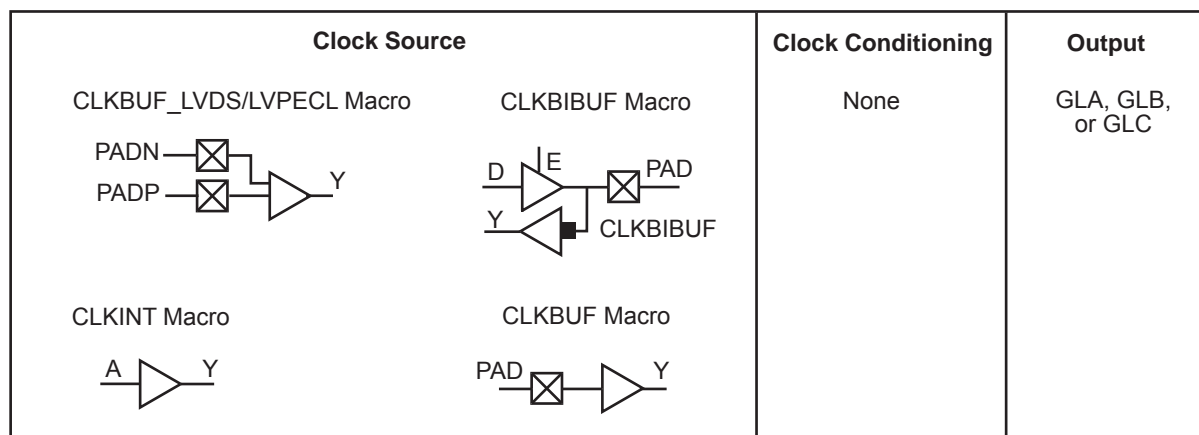 Clock Source
Clock Conditioning
Output
CLKBUF_LVDS/LVPECL Macro
CLKBIBUF Macro
None
GLA, GLB,
or GLC
PADN
PADP
Y
D
E
PAD
Y
CLKBIBUF
CLKINT Macro
CLKBUF Macro
A
Y
PAD
Y